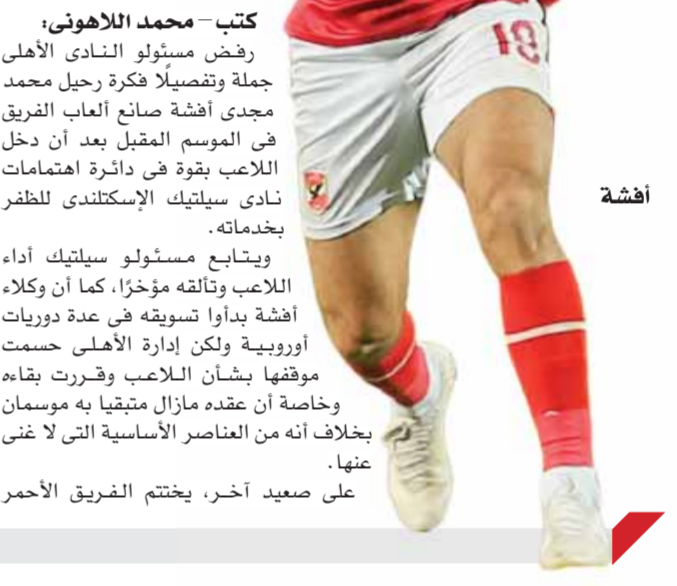 كتب – محمد اللاهونى:
رفض مسئولو النادى الأهلى
جملة وتفصيلًا فكرة رحيل محمد
مجدى أفشة صانع ألعاب الفريق
فى الموسم المقبل بعد أن دخل
اللاعب بقوة فى دائرة اهتمامات
نادى سيلتيك الإسكتلندى للظفر
بخدماته.
ويتابع مسئولو سيلتيك أداء
اللاعب وتألقه مؤخرًا، كما أن وكلاء
أفشة بدأوا تسويقه فى عدة دوريات
أوروبية ولكن إدارة الأهلى حسمت
موقفها بشأن اللاعب وقررت بقاءه
وخاصة أن عقده مازال متبقيا به موسمان
بخلاف أنه من العناصر الأساسية التى لا غنى
عنها.
على صعيد آخر، يختتم الفريق الأحمر
أفشة
19